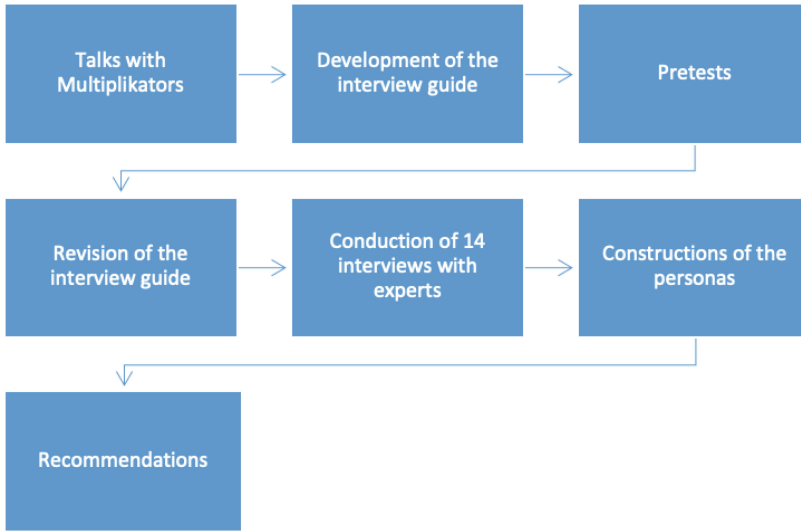 Talks with
Multiplikators
Development of the
interview guide
Pretests
Revision of the
interview guide
Conduction of 14
interviews with
experts
Constructions of the
personas
Recommendations